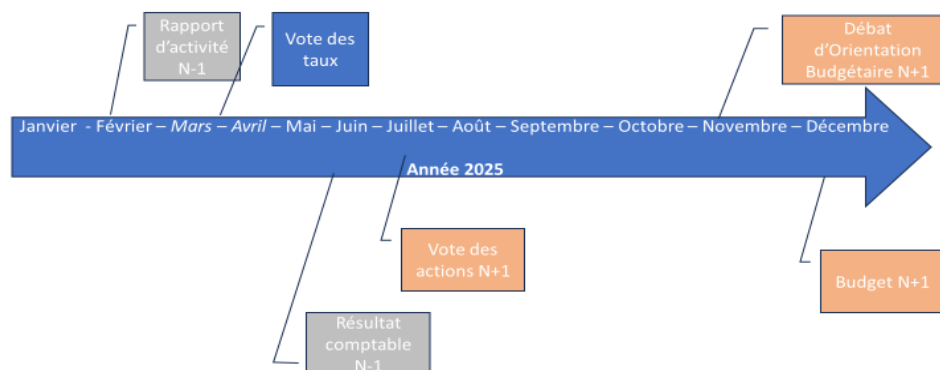 Rapport
d'activité
N-1
Vote des
taux
Débat
d'Orientation
Budgétaire N+1
Janvier - Février – Mars – Avril – Mai – Juin – Juillet – Août – Septembre – Octobre – Novembre – Décembre
Année 2025
Vote des
actions N+1
Budget N+1
Résultat
comptable
N-1